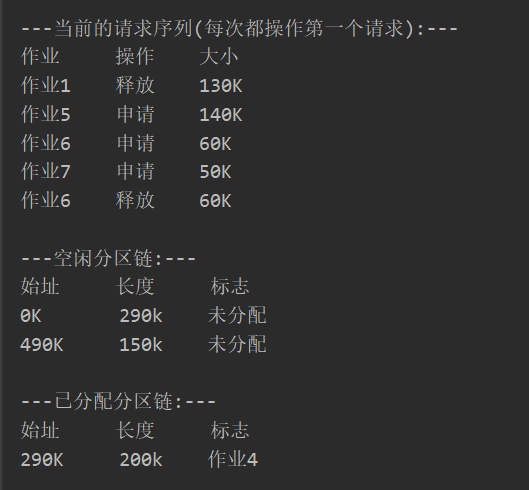 ---当前的请求序列(每次都操作第一个请求):---
作业 操作 大小
作业1 释放 130K
作业5 申请 140K
作业6 申请 60K
作业7 申请 50K
作业6 释放 60K
---空闲分区链:---
始址 长度 标志
0K 290k 未分配
490K 150k 未分配
---已分配分区链:---
始址 长度 标志
290K 200k 作业4